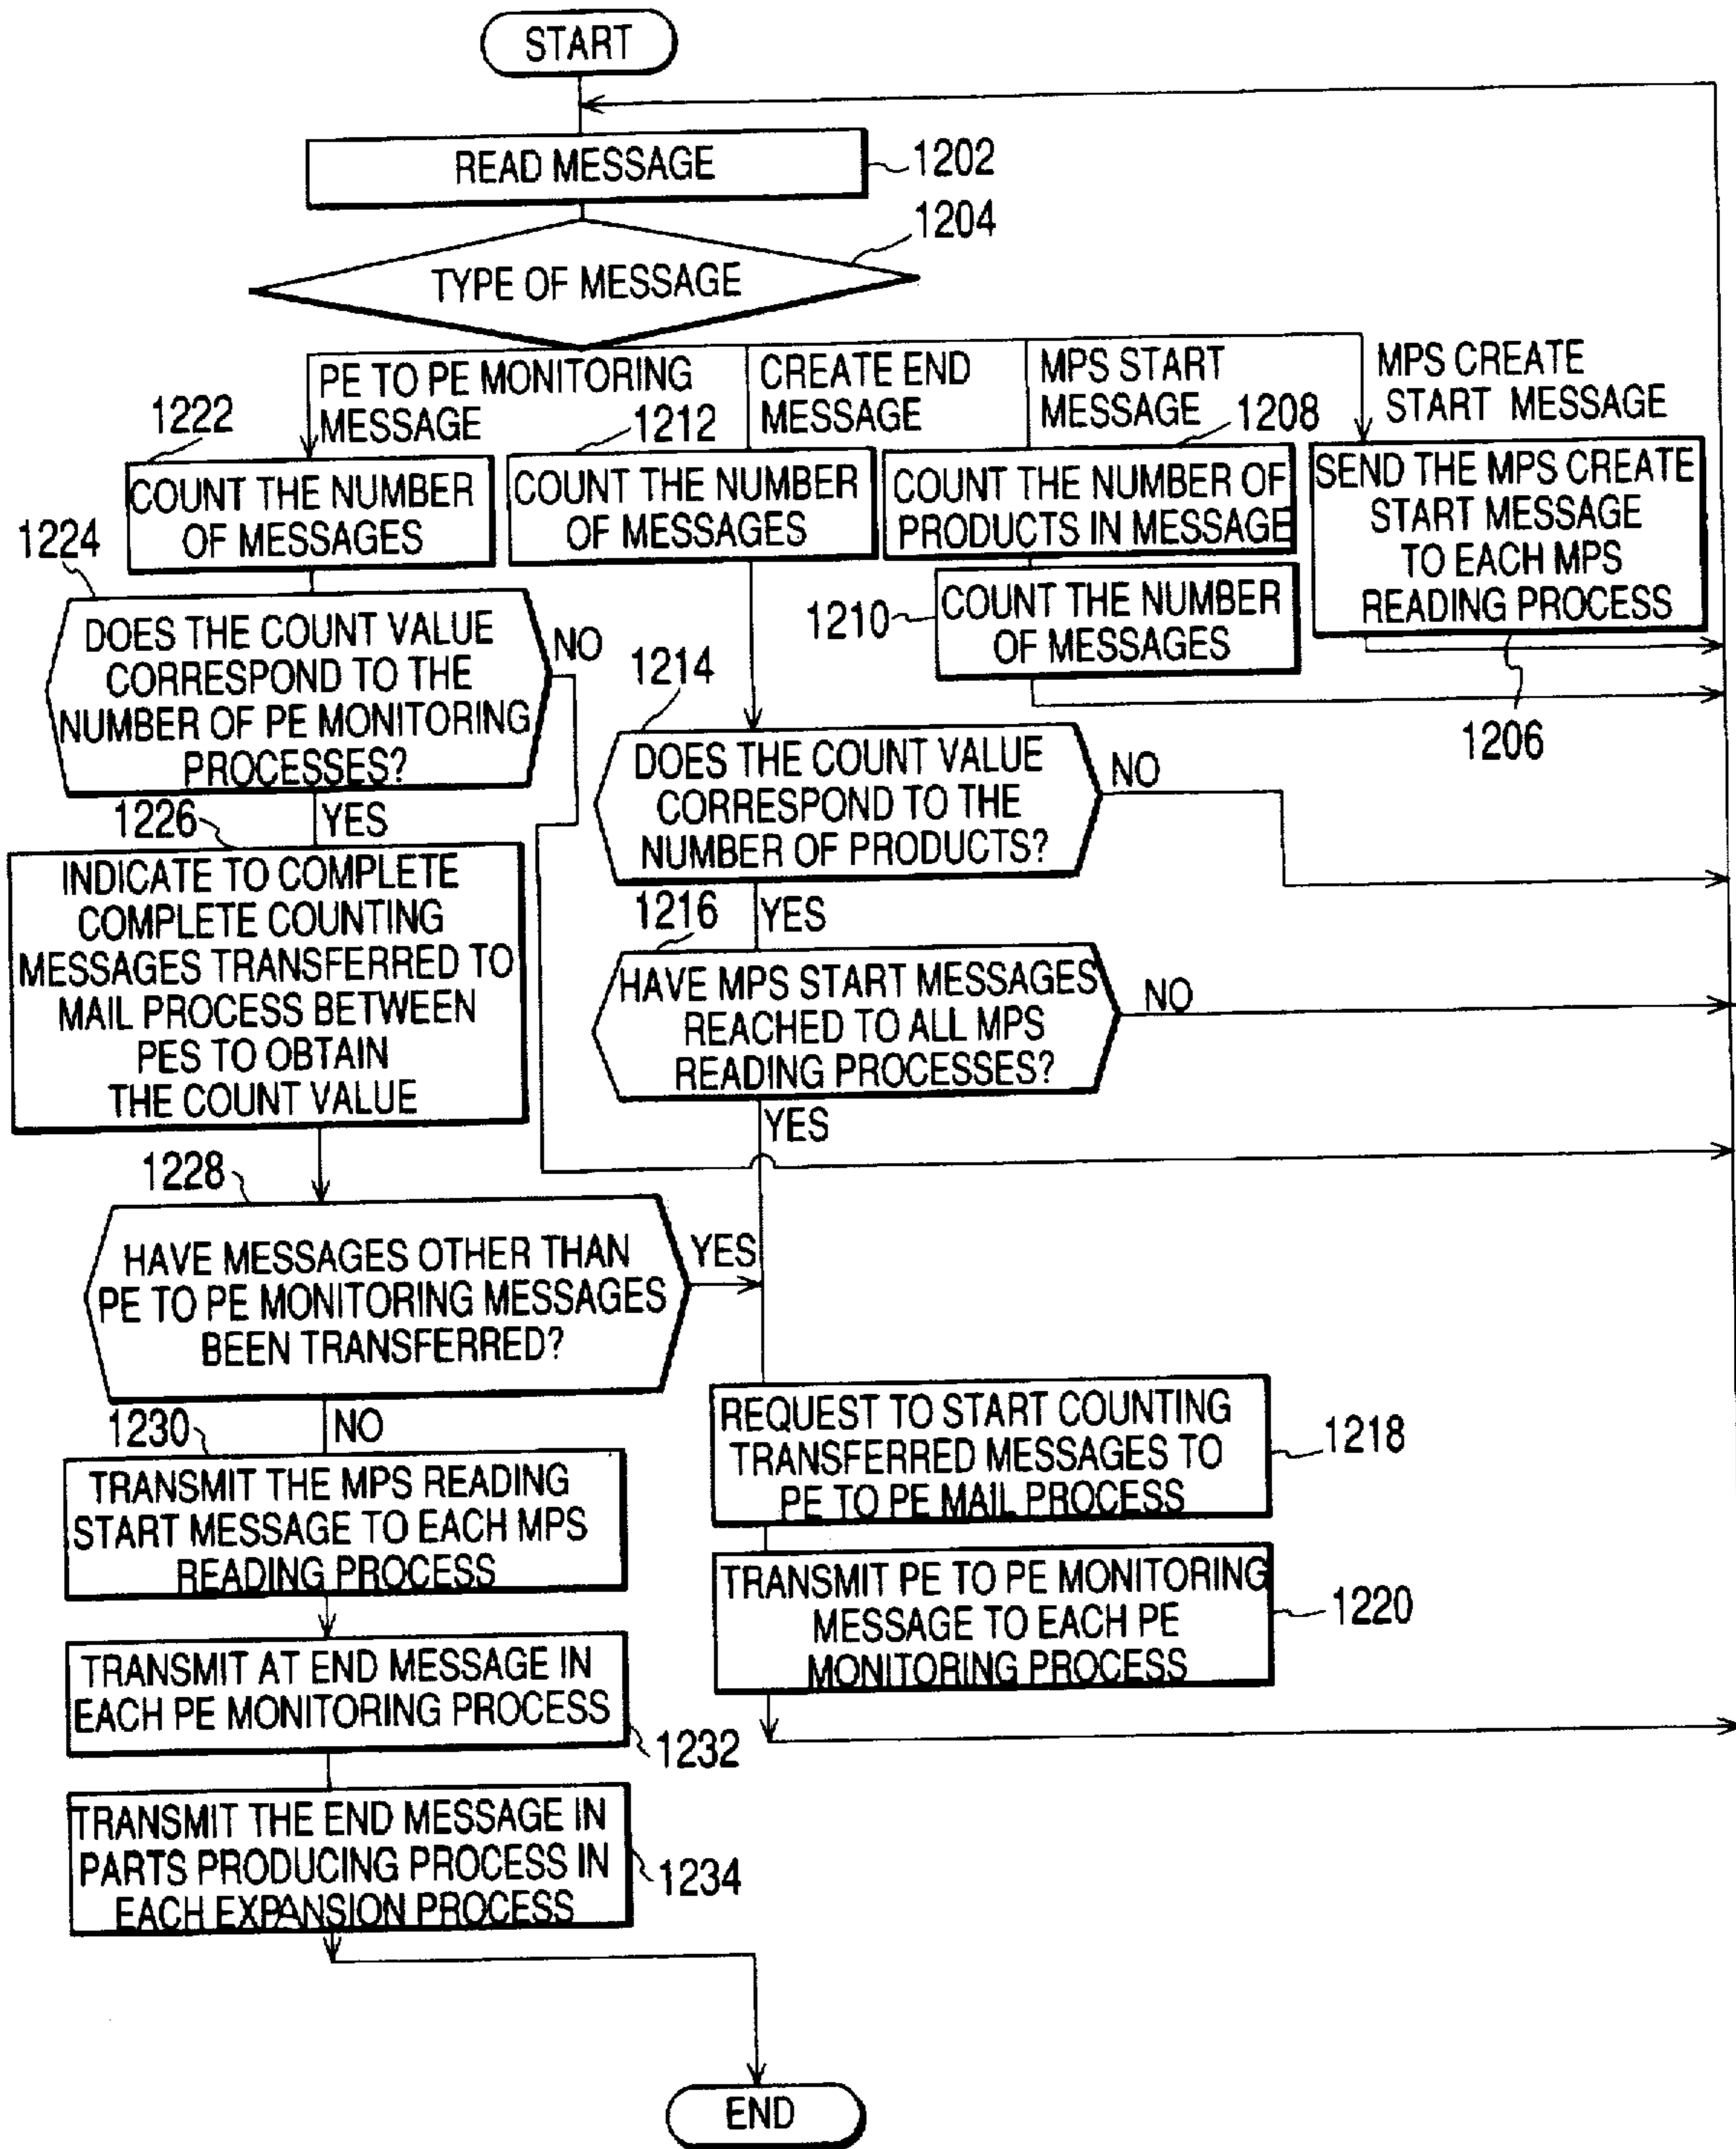 START
READ MESSAGE
1202
1204
TYPE OF MESSAGE
PE TO PE MONITORING
MESSAGE
CREATE END
MESSAGE
MPS START
MESSAGE
MPS CREATE
START MESSAGE
1222
COUNT THE NUMBER
OF MESSAGES
1212
COUNT THE NUMBER
OF MESSAGES
1208
COUNT THE NUMBER OF
PRODUCTS IN MESSAGE
SEND THE MPS CREATE
START MESSAGE
TO EACH MPS
READING PROCESS
1206
1210
COUNT THE NUMBER
OF MESSAGES
1224
DOES THE COUNT VALUE
CORRESPOND TO THE
NUMBER OF PE MONITORING
PROCESSES?
NO
YES
1214
DOES THE COUNT VALUE
CORRESPOND TO THE
NUMBER OF PRODUCTS?
NO
YES
1226
INDICATE TO COMPLETE
COMPLETE COUNTING
MESSAGES TRANSFERRED TO
MAIL PROCESS BETWEEN
PES TO OBTAIN
THE COUNT VALUE
1216
HAVE MPS START MESSAGES
REACHED TO ALL MPS
READING PROCESSES?
NO
YES
1228
HAVE MESSAGES OTHER THAN
PE TO PE MONITORING MESSAGES
BEEN TRANSFERRED?
YES
NO
1230
TRANSMIT THE MPS READING
START MESSAGE TO EACH MPS
READING PROCESS
REQUEST TO START COUNTING
TRANSFERRED MESSAGES TO
PE TO PE MAIL PROCESS
1218
TRANSMIT PE TO PE MONITORING
MESSAGE TO EACH PE
MONITORING PROCESS
1220
TRANSMIT AT END MESSAGE IN
EACH PE MONITORING PROCESS
1232
TRANSMIT THE END MESSAGE IN
PARTS PRODUCING PROCESS IN
EACH EXPANSION PROCESS
1234
END